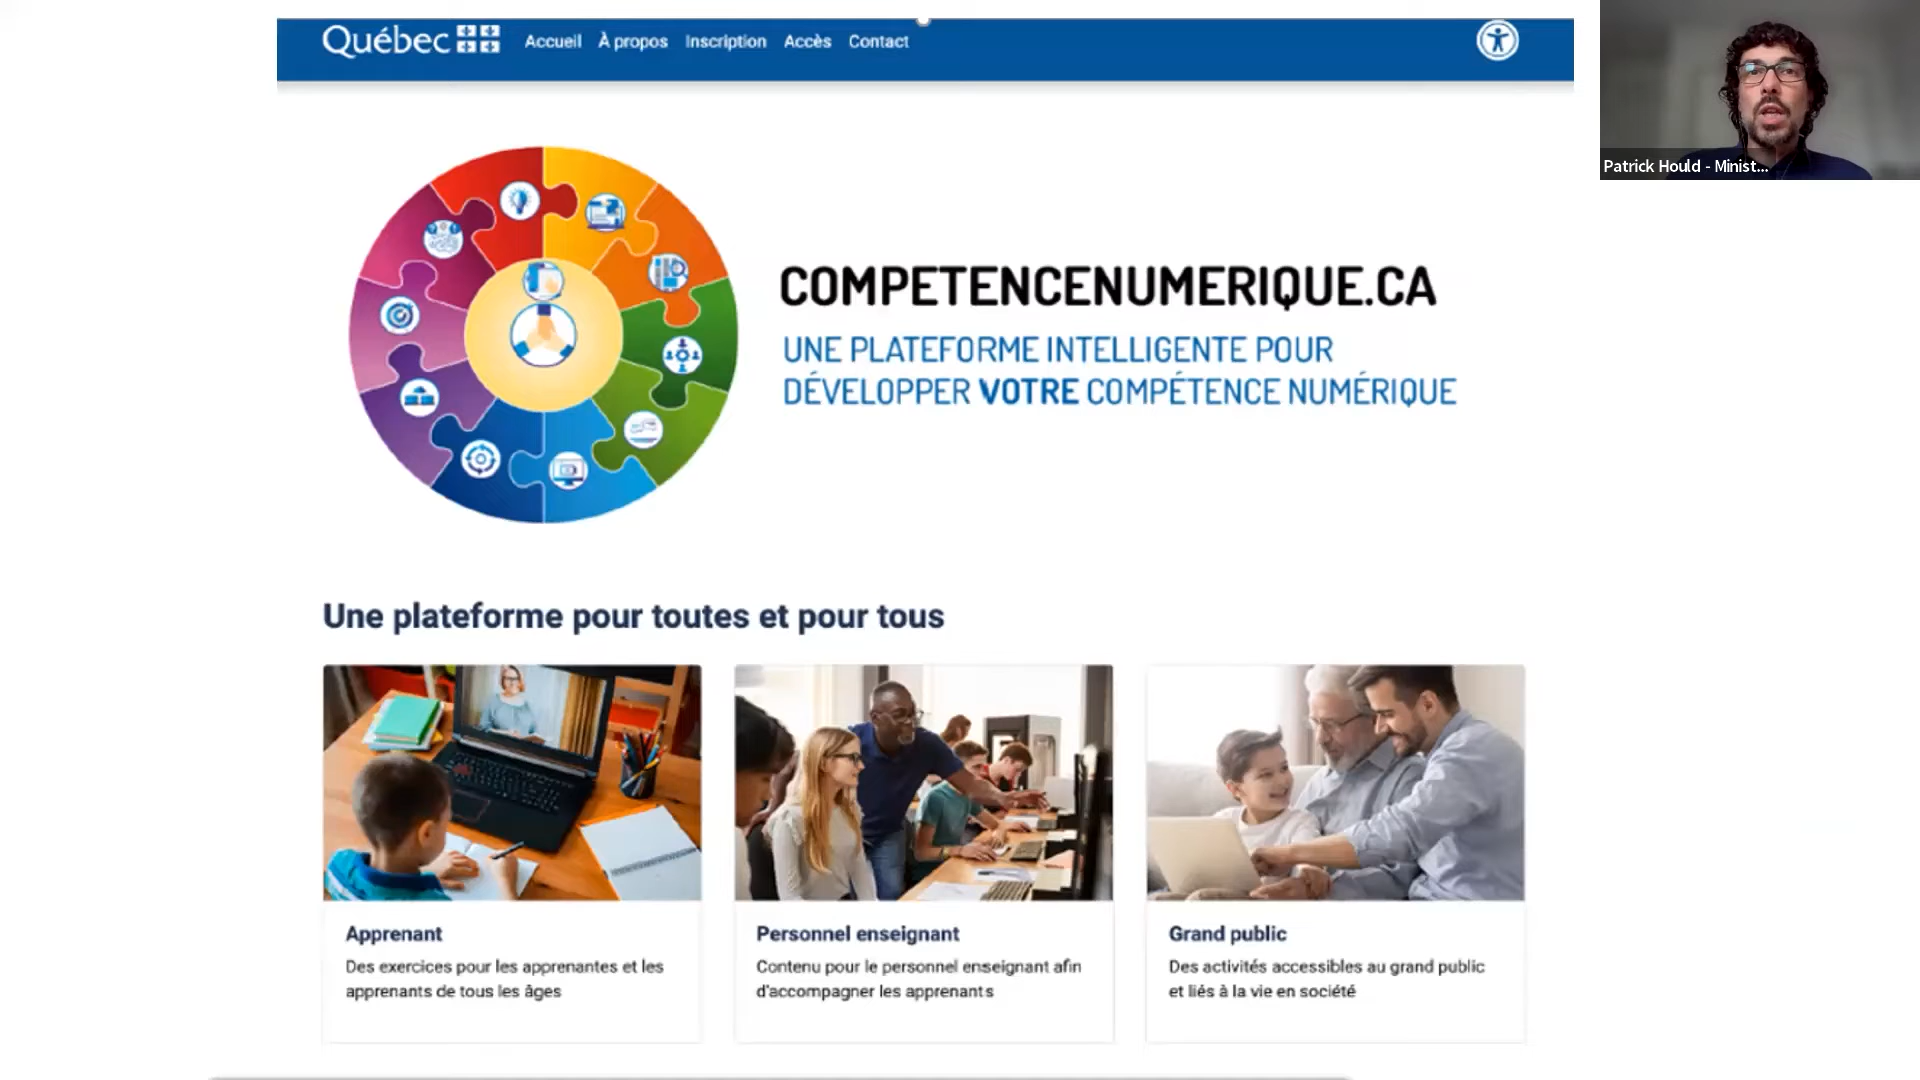 Québec
Accueil À propos Inscription Accès Contact
Patrick Hould - Minist...
COMPETENCENUMERIQUE.CA
UNE PLATEFORME INTELLIGENTE POUR
DÉVELOPPER VOTRE COMPÉTENCE NUMÉRIQUE
Une plateforme pour toutes et pour tous
Apprenant
Des exercices pour les apprenantes et les
apprenants de tous les âges
Personnel enseignant
Contenu pour le personnel enseignant afin
d'accompagner les apprenants
Grand public
Des activités accessibles au grand public
et liés à la vie en société